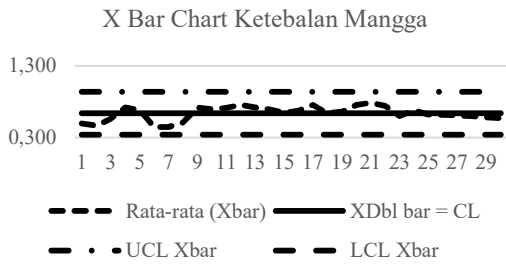 X Bar Chart Ketebalan Mangga
1,300
0,300
1 3 5 7 9 11 13 15 17 19 21 23 25 27 29
Rata-rata (Xbar) XDbl bar = CL
UCL Xbar LCL Xbar